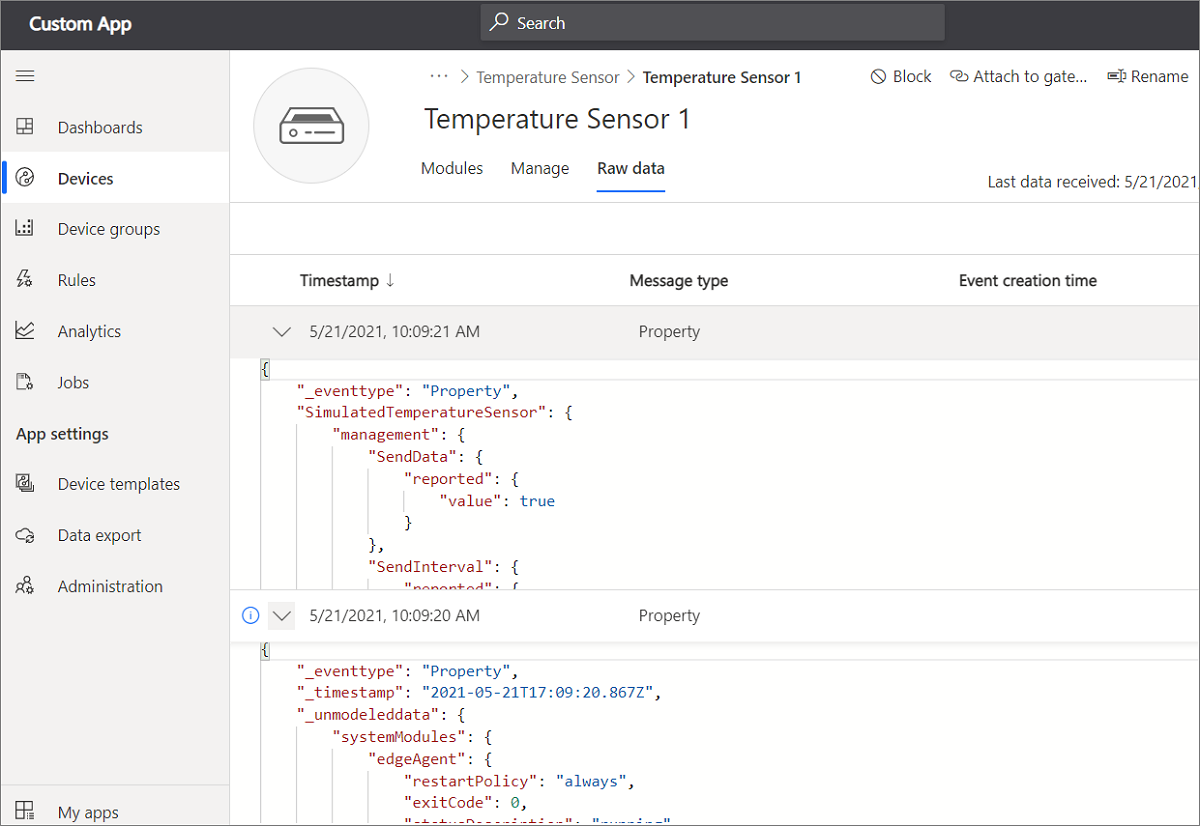 Custom App
Search
··· > Temperature Sensor > Temperature Sensor 1
Block
Attach to gate...
Rename
Temperature Sensor 1
Modules
Manage
Raw data
Last data received: 5/21/2021,
Dashboards
Devices
Device groups
Rules
Analytics
Jobs
App settings
Device templates
Data export
Administration
My apps
Timestamp ↓
Message type
Event creation time
5/21/2021, 10:09:21 AM
Property
{
"_eventtype": "Property",
"SimulatedTemperatureSensor": {
"management": {
"SendData": {
"reported": {
"value": true
}
},
"SendInterval": {
"reported": {
5/21/2021, 10:09:20 AM
Property
{
"_eventtype": "Property",
"_timestamp": "2021-05-21T17:09:20.867Z",
"_unmodeleddata": {
"systemModules": {
"edgeAgent": {
"restartPolicy": "always",
"exitCode": 0,
"statusDescription": "running"